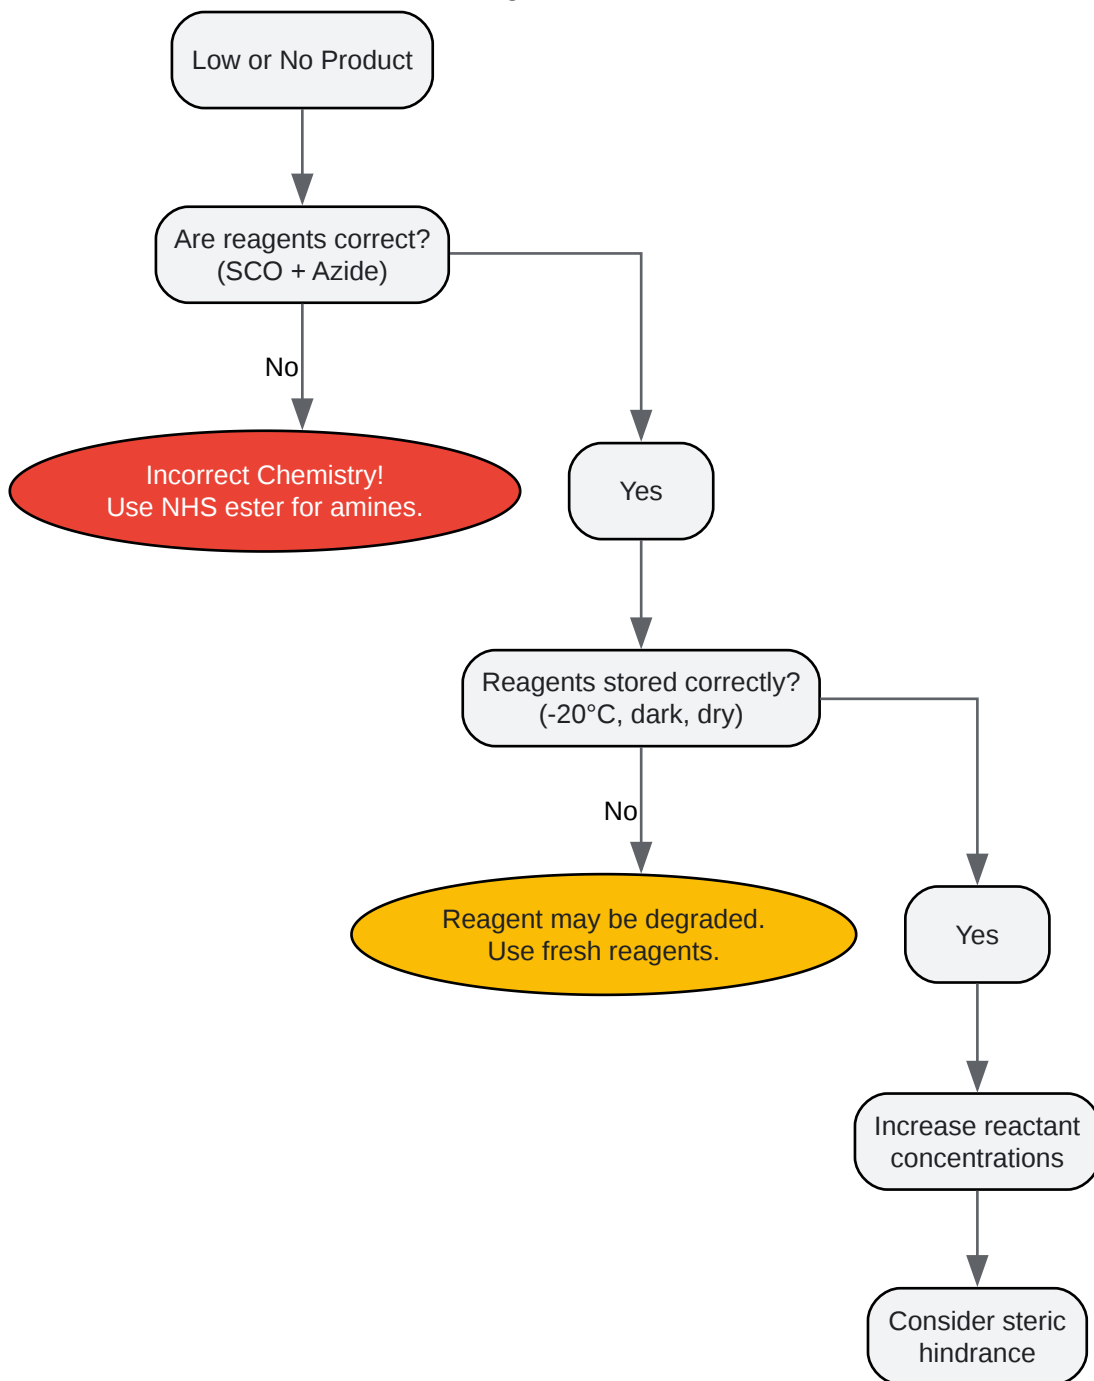 Low or No Product
Are reagents correct?
(SCO + Azide)
No
Incorrect Chemistry!
Use NHS ester for amines.
Yes
Reagents stored correctly?
(-20°C, dark, dry)
No
Reagent may be degraded.
Use fresh reagents.
Yes
Increase reactant
concentrations
Consider steric
hindrance